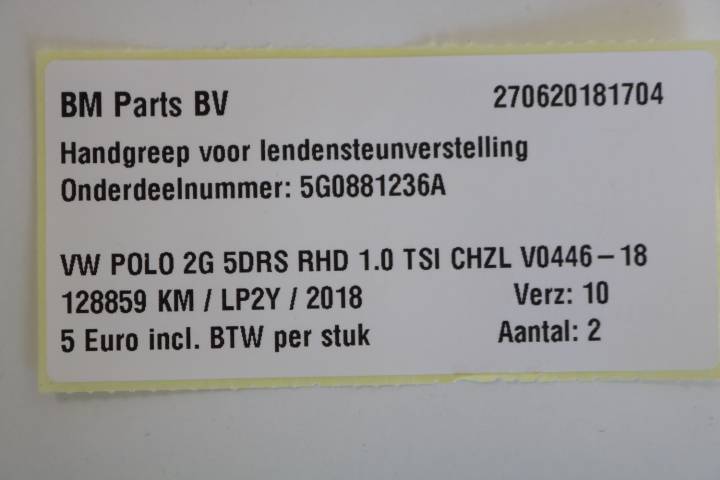 BM Parts BV 270620181704
Handgreep voor lendensteunverstelling
Onderdeelnummer: 5G0881236A
VW POLO 2G 5DRS RHD 1.0 TSI CHZL V0446-18
128859 KM / LP2Y / 2018 Verz: 10
5 Euro incl. BTW per stuk Aantal: 2